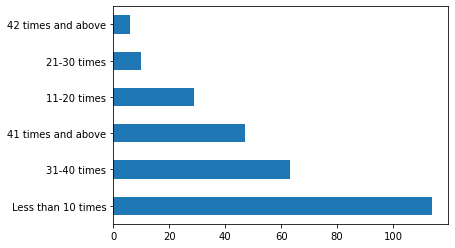 42 times and above
21-30 times
11-20 times
41 times and above
31-40 times
Less than 10 times
0 20 40 60 80 100